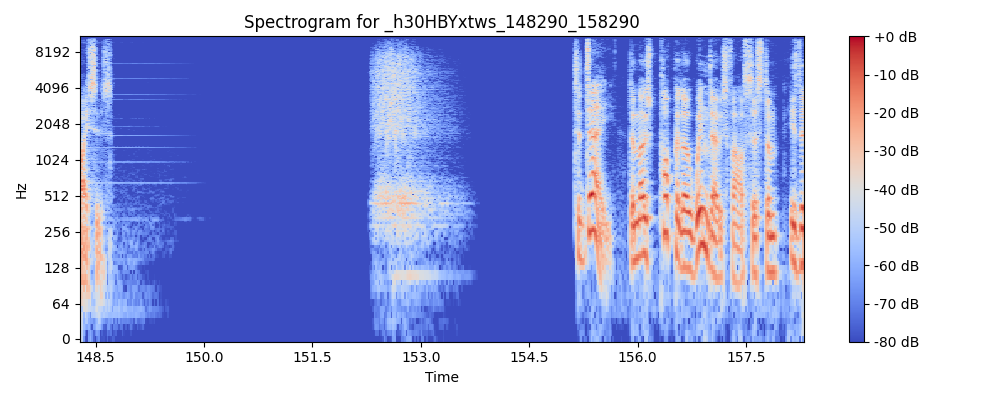 Spectrogram for _h30HBYxtws_148290_158290
Hz
8192
4096
2048
1024
512
256
128
64
0
148.5 150.0 151.5 153.0 154.5 156.0 157.5
Time
+0 dB
-10 dB
-20 dB
-30 dB
-40 dB
-50 dB
-60 dB
-70 dB
-80 dB